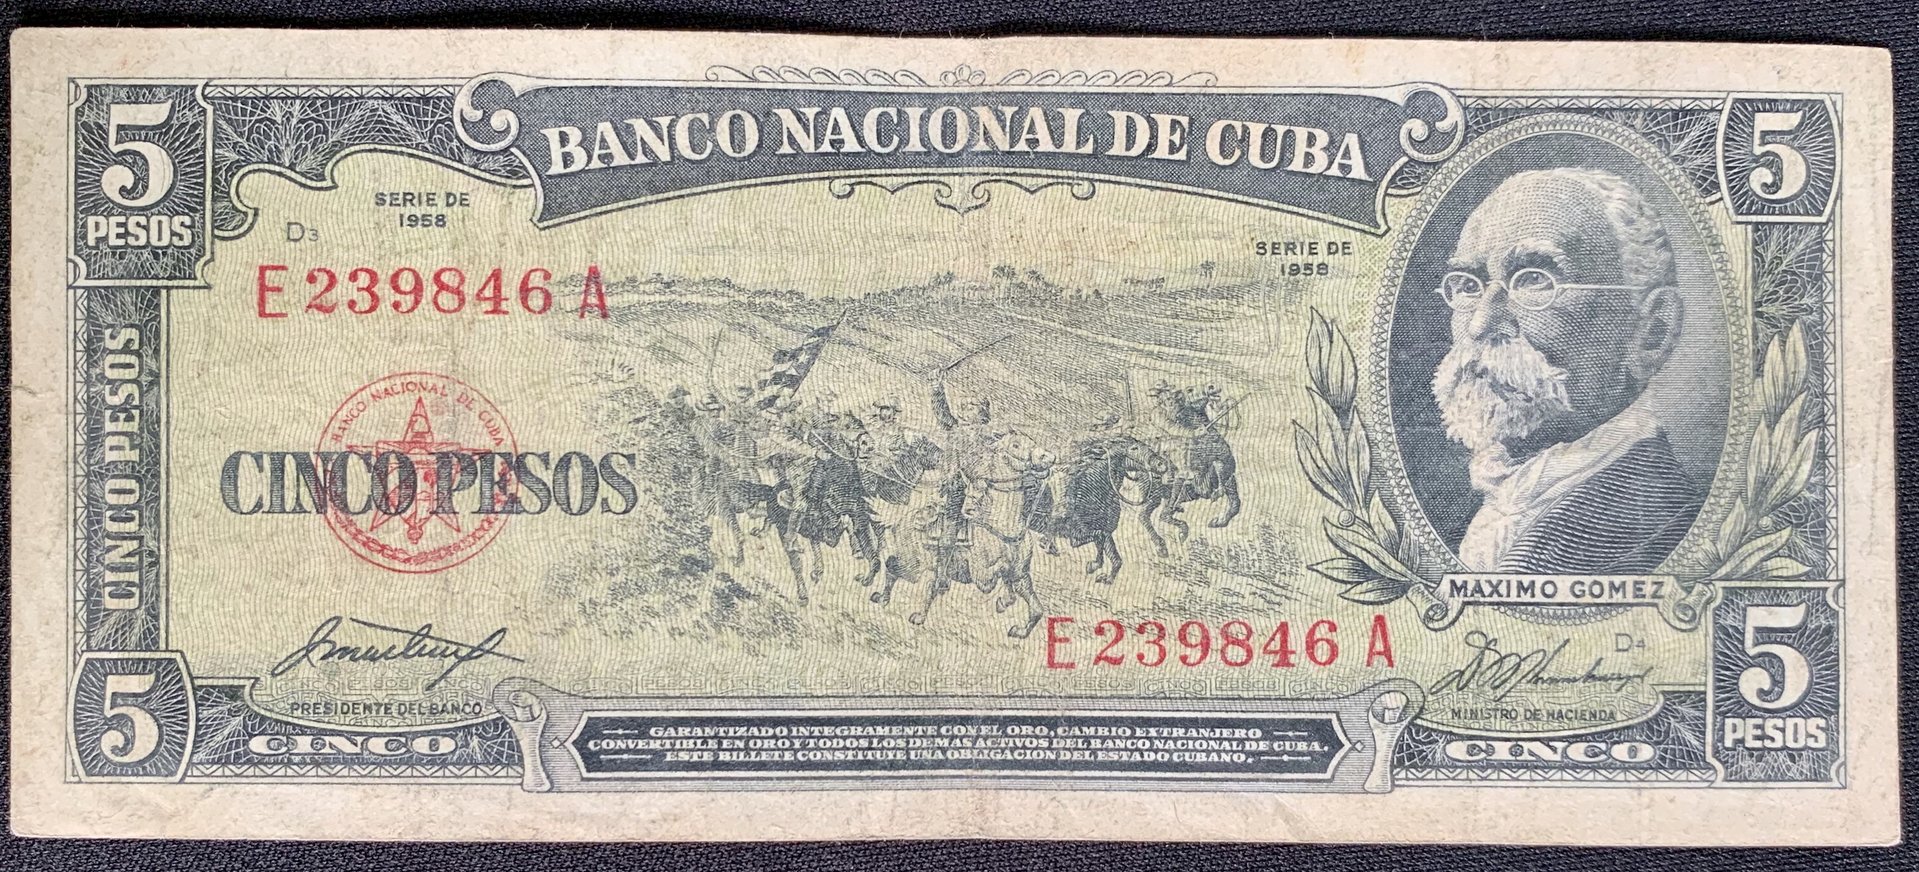 5
PESOS
BANCO NACIONAL DE CUBA
5
SERIE DE
1958
D3
SERIE DE
1958
E239846 A
CINCO PESOS
BANCO NACIONAL DE CUBA
CINCO PESOS
MAXIMO GOMEZ
E239846 A
D4
PRESIDENTE DEL BANCO
MINISTRO DE HACIENDA
5
CINCO
GARANTIZADO INTEGRAMENTE CON EL ORO, CAMBIO EXTRANJERO
CONVERTIBLE EN ORO Y TODOS LOS DEMAS ACTIVOS DEL BANCO NACIONAL DE CUBA.
ESTE BILLETE CONSTITUYE UNA OBLIGACION DEL ESTADO CUBANO.
CINCO
5
PESOS